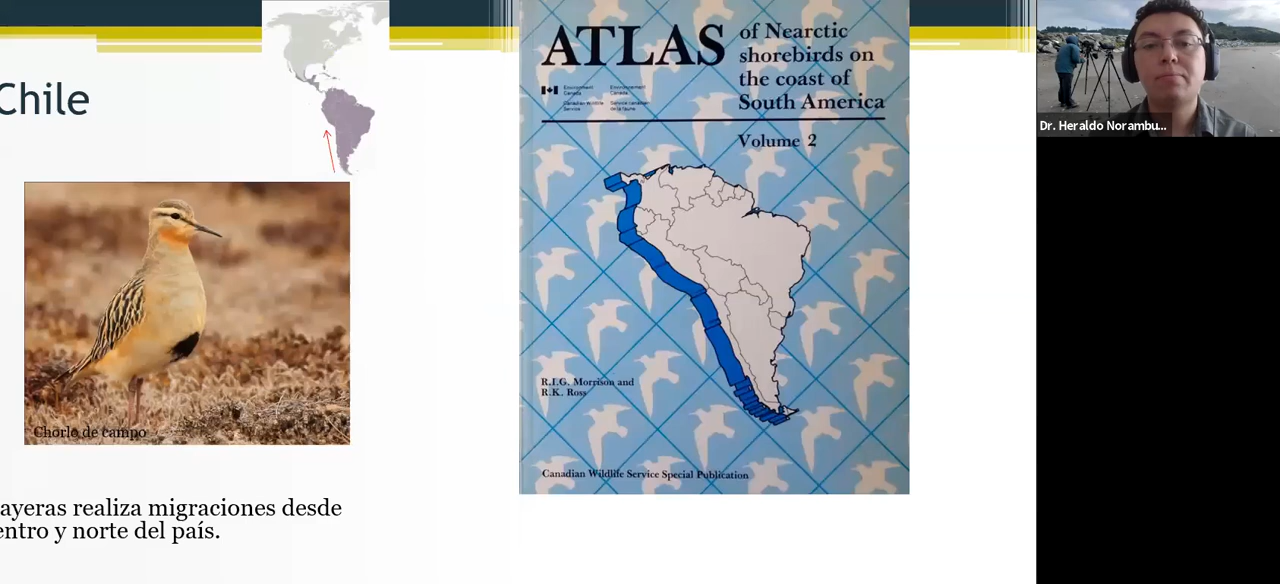 Chile
Chorlo de campo
ayeras realiza migraciones desde
entro y norte del país.
ATLAS
of Nearctic
shorebirds on
the coast of
South America
Environment
Canada
Environnement
Canada
Canadian Wildlife
Service
Service canadien
de la faune
Volume 2
R.I.G. Morrison and
R.K. Ross
Canadian Wildlife Service Special Publication
Dr. Heraldo Norambu...